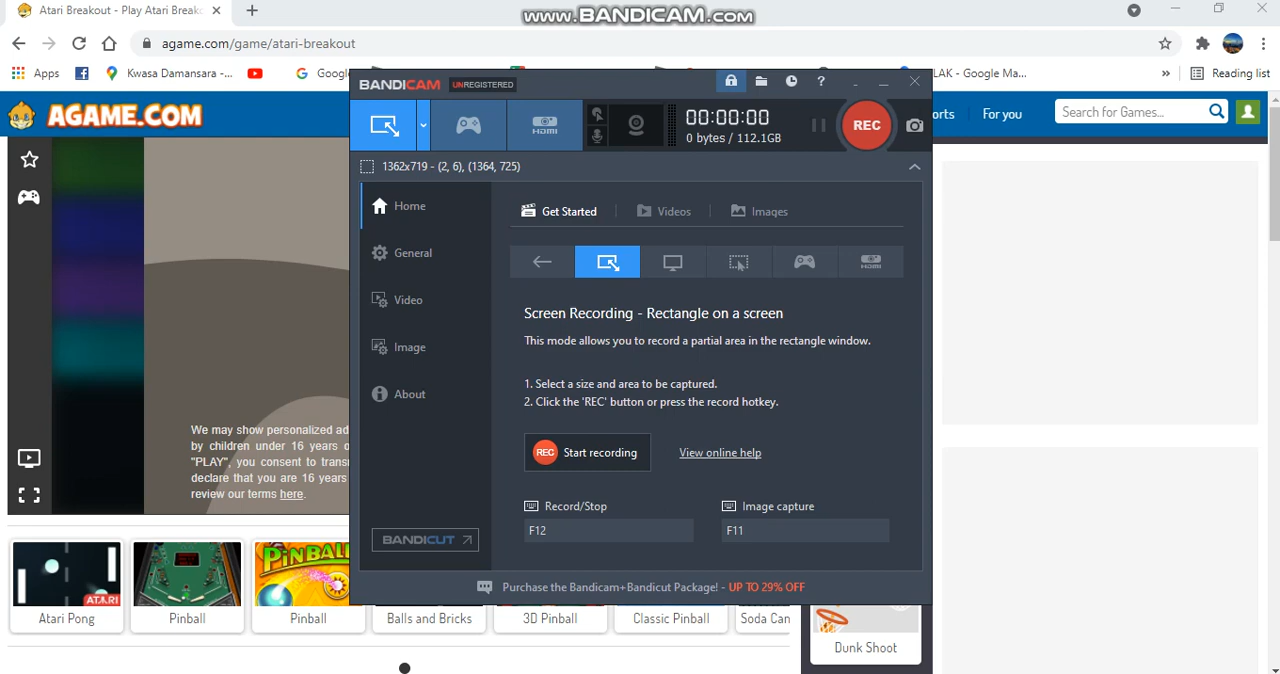 www.BANDICAM.com
Atari Breakout - Play Atari Breako
agame.com/game/atari-breakout
Apps
Kwasa Damansara -...
Googl
LAK - Google Ma...
»
Reading list
AGAME.COM
orts
For you
Search for Games...
BANDICAM UNREGISTERED
?
HDMI
00:00:00
0 bytes / 112.1GB
REC
1362x719 - (2, 6), (1364, 725)
Home
General
Video
Image
About
BANDICUT
Get Started
Videos
Images
HDMI
Screen Recording - Rectangle on a screen
This mode allows you to record a partial area in the rectangle window.
1. Select a size and area to be captured.
2. Click the 'REC' button or press the record hotkey.
REC Start recording
View online help
Record/Stop
Image capture
F12
F11
Purchase the Bandicam+Bandicut Package! - UP TO 29% OFF
We may show personalized ad
by children under 16 years o
"PLAY", you consent to transm
declare that you are 16 years
review our terms here.
ATARI
PINBALL
Atari Pong
Pinball
Pinball
Balls and Bricks
3D Pinball
Classic Pinball
Soda Can
Dunk Shoot